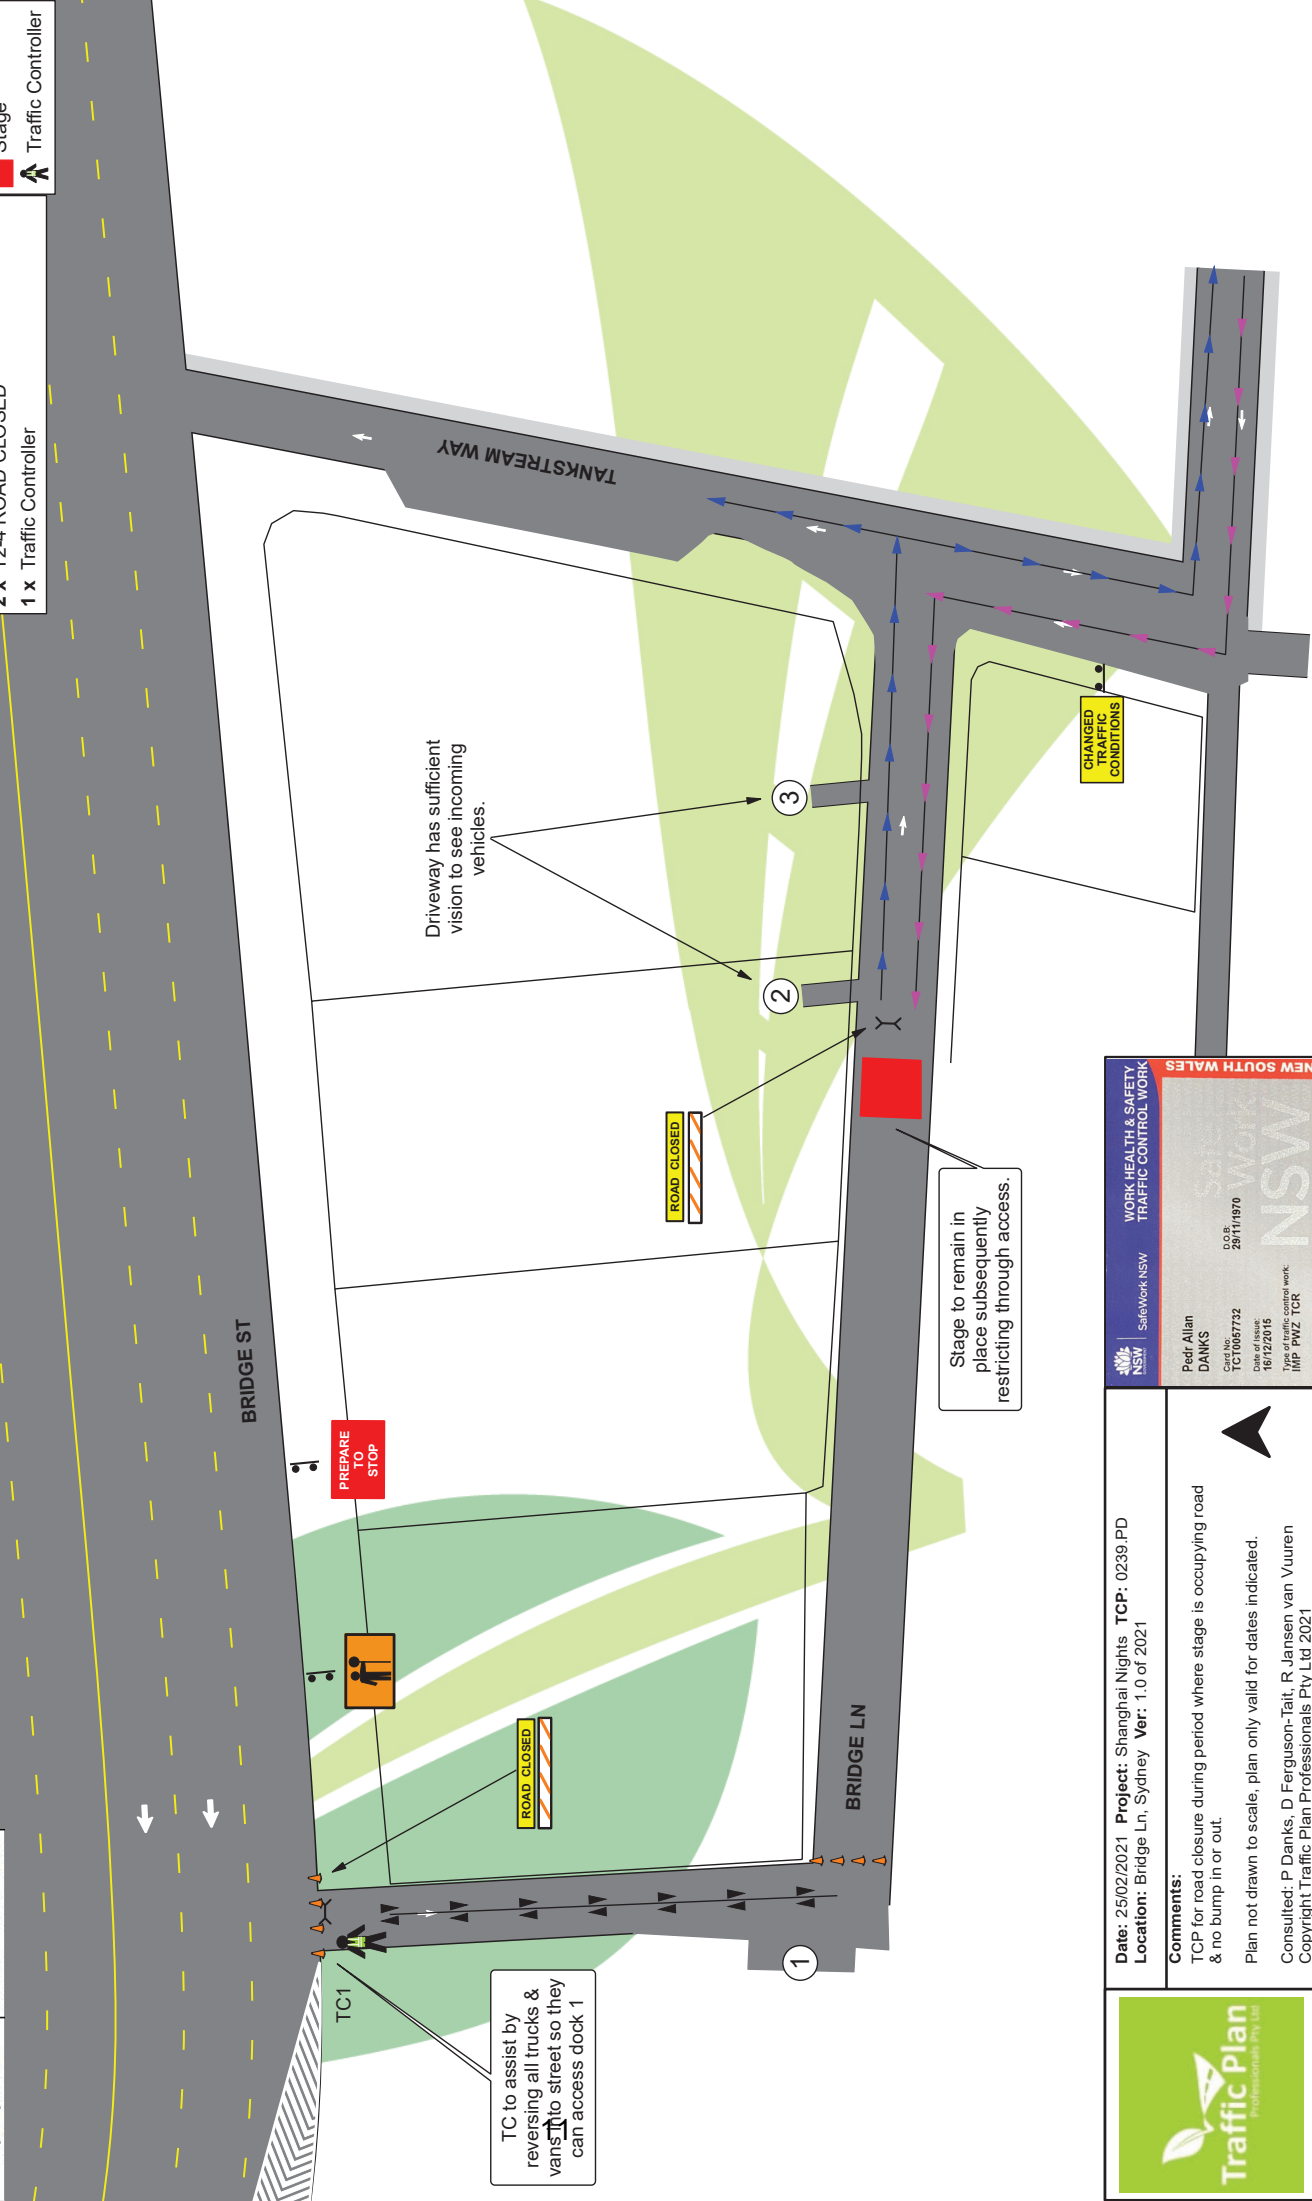 Stage
Traffic Controller
2 x T2-4 ROAD CLOSED
1 x Traffic Controller
BRIDGE ST
TANKSTREAM WAY
BRIDGE LN
Driveway has sufficient
vision to see incoming
vehicles.
3
2
1
CHANGED
TRAFFIC
CONDITIONS
ROAD CLOSED
PREPARE
TO
STOP
ROAD CLOSED
Stage to remain in
place subsequently
restricting through access.
TC1
TC to assist by
reversing all trucks &
vans into street so they
can access dock 1
11
Traffic Plan
Professionals Pty Ltd
Date: 25/02/2021 Project: Shanghai Nights TCP: 0239.PD
Location: Bridge Ln, Sydney Ver: 1.0 of 2021
Comments:
TCP for road closure during period where stage is occupying road
& no bump in or out.
Plan not drawn to scale, plan only valid for dates indicated.
Consulted: P Danks, D Ferguson-Tait, R Jansen van Vuuren
Copyright Traffic Plan Professionals Pty Ltd 2021
NSW
GOVERNMENT
SafeWork NSW
WORK HEALTH & SAFETY
TRAFFIC CONTROL WORK
NEW SOUTH WALES
Pedr Allan
DANKS
Card No:
TCT0057732
D.O.B:
29/11/1970
Date of Issue:
16/12/2015
Type of traffic control work:
IMP PWZ TCR
Safe
Work
NSW